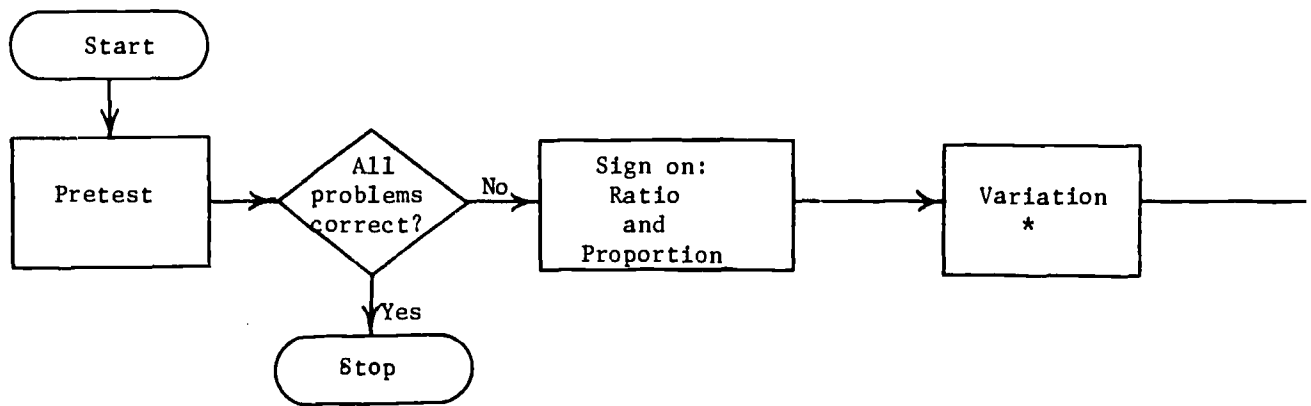 Start
Pretest
All
problems
correct?
No
Yes
Stop
Sign on:
Ratio
and
Proportion
Variation
*